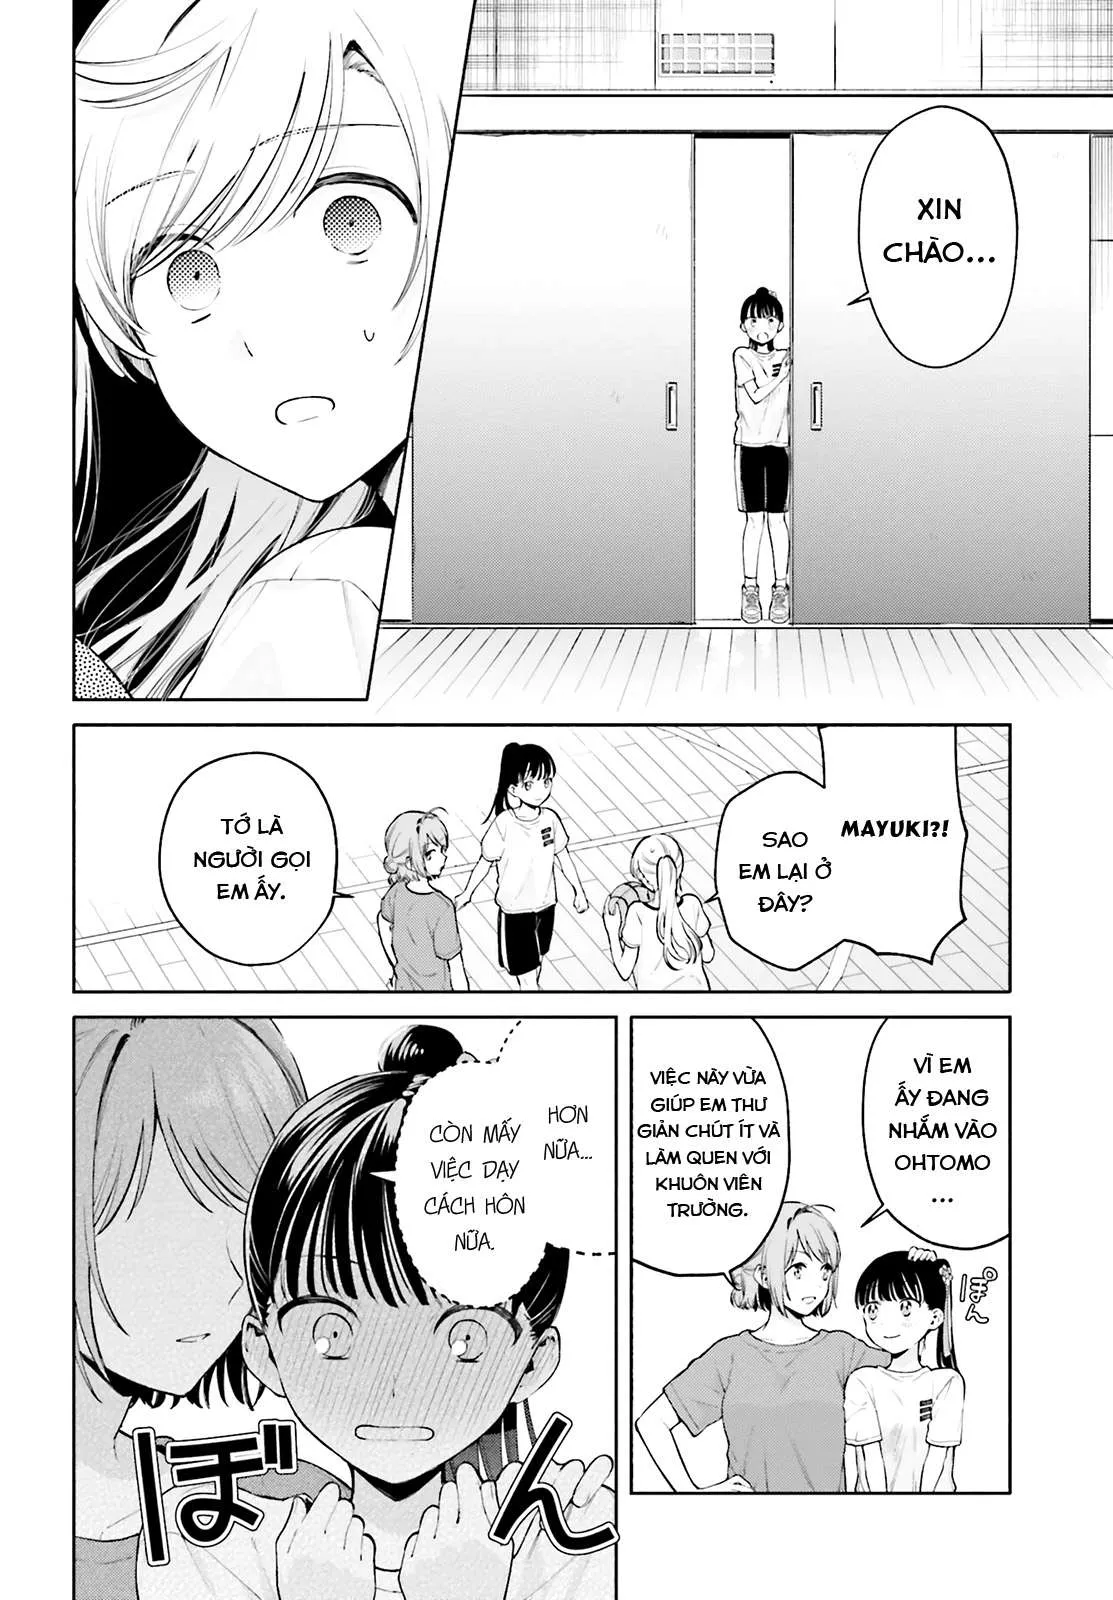 XIN
CHÀO...
MAYUKI?!
SAO
EM LẠI Ở
ĐÂY?
TỚ LÀ
NGƯỜI GỌI
EM ẤY.
VÌ EM
ẤY ĐANG
NHẮM VÀO
OHTOMO
...
VIỆC NÀY VỪA
GIÚP EM THƯ
GIẢN CHÚT ÍT VÀ
LÀM QUEN VỚI
KHUÔN VIÊN
TRƯỜNG.
ぽん
HƠN
NỮA...
CÒN MẤY
VIỆC DẠY
CÁCH HÔN
NỮA.
ぼん